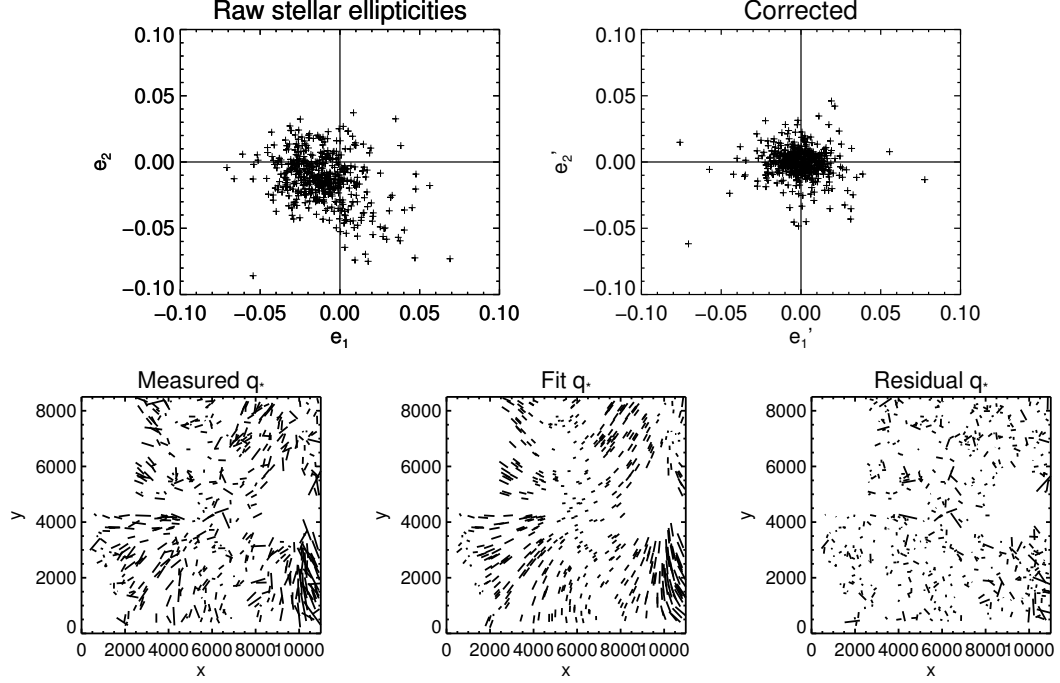 Raw stellar ellipticities
Corrected
0.10
0.05
0.00
−0.05
−0.10
e2
−0.10 −0.05 0.00 0.05 0.10
e1
0.10
0.05
0.00
−0.05
−0.10
e2'
−0.10 −0.05 0.00 0.05 0.10
e1'
Measured q*
8000
6000
4000
2000
0
y
0 2000 4000 6000 8000 10000
x
Fit q*
8000
6000
4000
2000
0
y
0 2000 4000 6000 8000 10000
x
Residual q*
8000
6000
4000
2000
0
y
0 2000 4000 6000 8000 10000
x